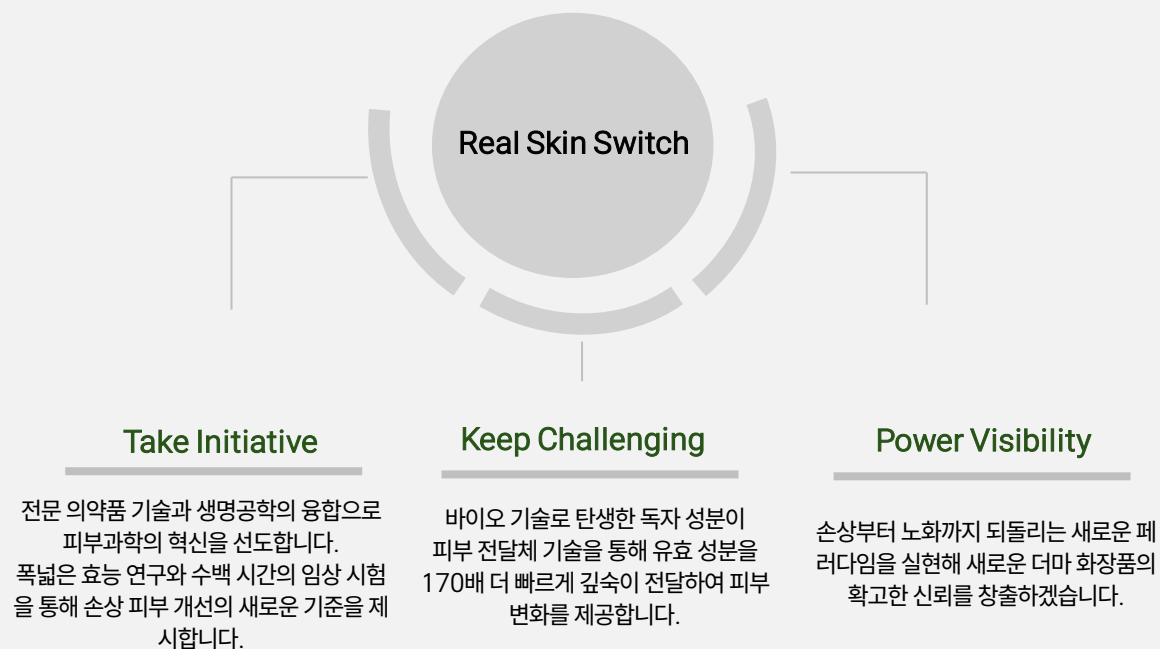 Real Skin Switch
Take Initiative
전문 의약품 기술과 생명공학의 융합으로
피부과학의 혁신을 선도합니다.
폭넓은 효능 연구와 수백 시간의 임상 시험
을 통해 손상 피부 개선의 새로운 기준을 제
시합니다.
Keep Challenging
바이오 기술로 탄생한 독자 성분이
피부 전달체 기술을 통해 유효 성분을
170배 더 빠르게 깊숙이 전달하여 피부
변화를 제공합니다.
Power Visibility
손상부터 노화까지 되돌리는 새로운 페
러다임을 실현해 새로운 더마 화장품의
확고한 신뢰를 창출하겠습니다.